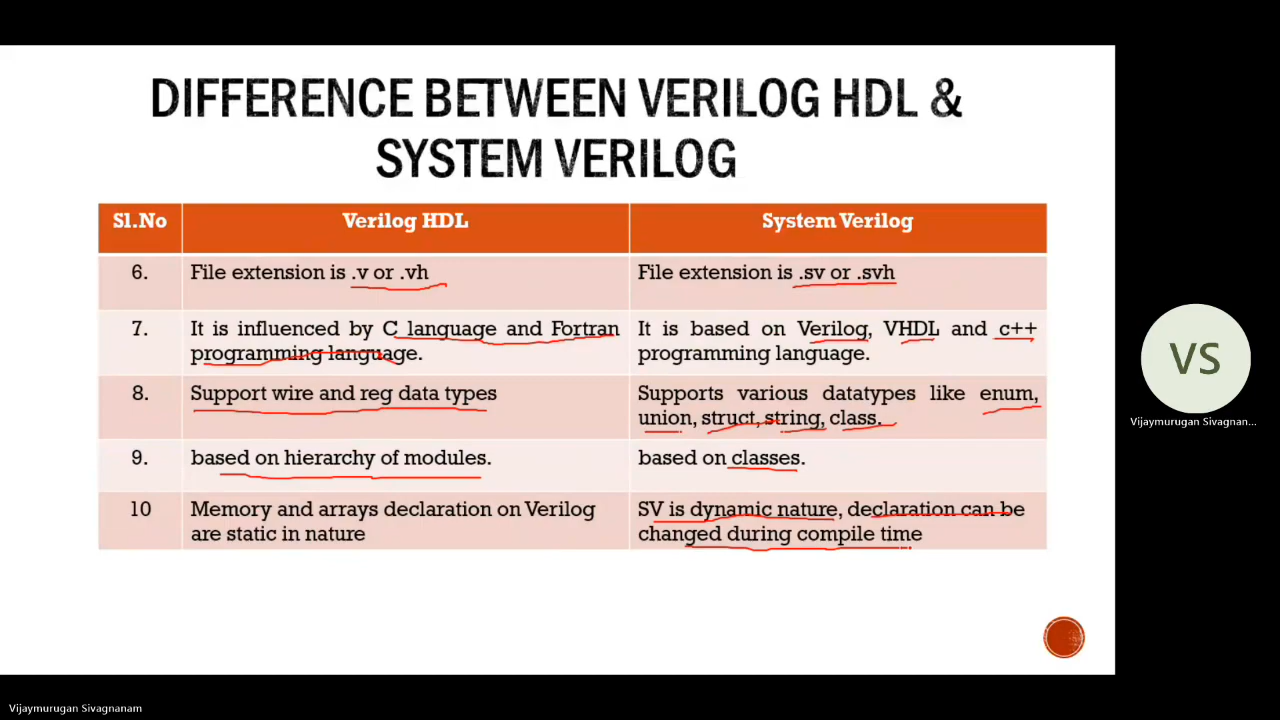 DIFFERENCE BETWEEN VERILOG HDL &
SYSTEM VERILOG
Sl.No Verilog HDL System Verilog
6. File extension is .v or .vh File extension is .sv or .svh
7. It is influenced by C language and Fortran It is based on Verilog, VHDL and c++
programming language. programming language.
8. Support wire and reg data types Supports various datatypes like enum,
union, struct, string, class.
9. based on hierarchy of modules. based on classes.
10 Memory and arrays declaration on Verilog SV is dynamic nature, declaration can be
are static in nature changed during compile time
VS
Vijaymurugan Sivagnan...
Vijaymurugan Sivagnanam